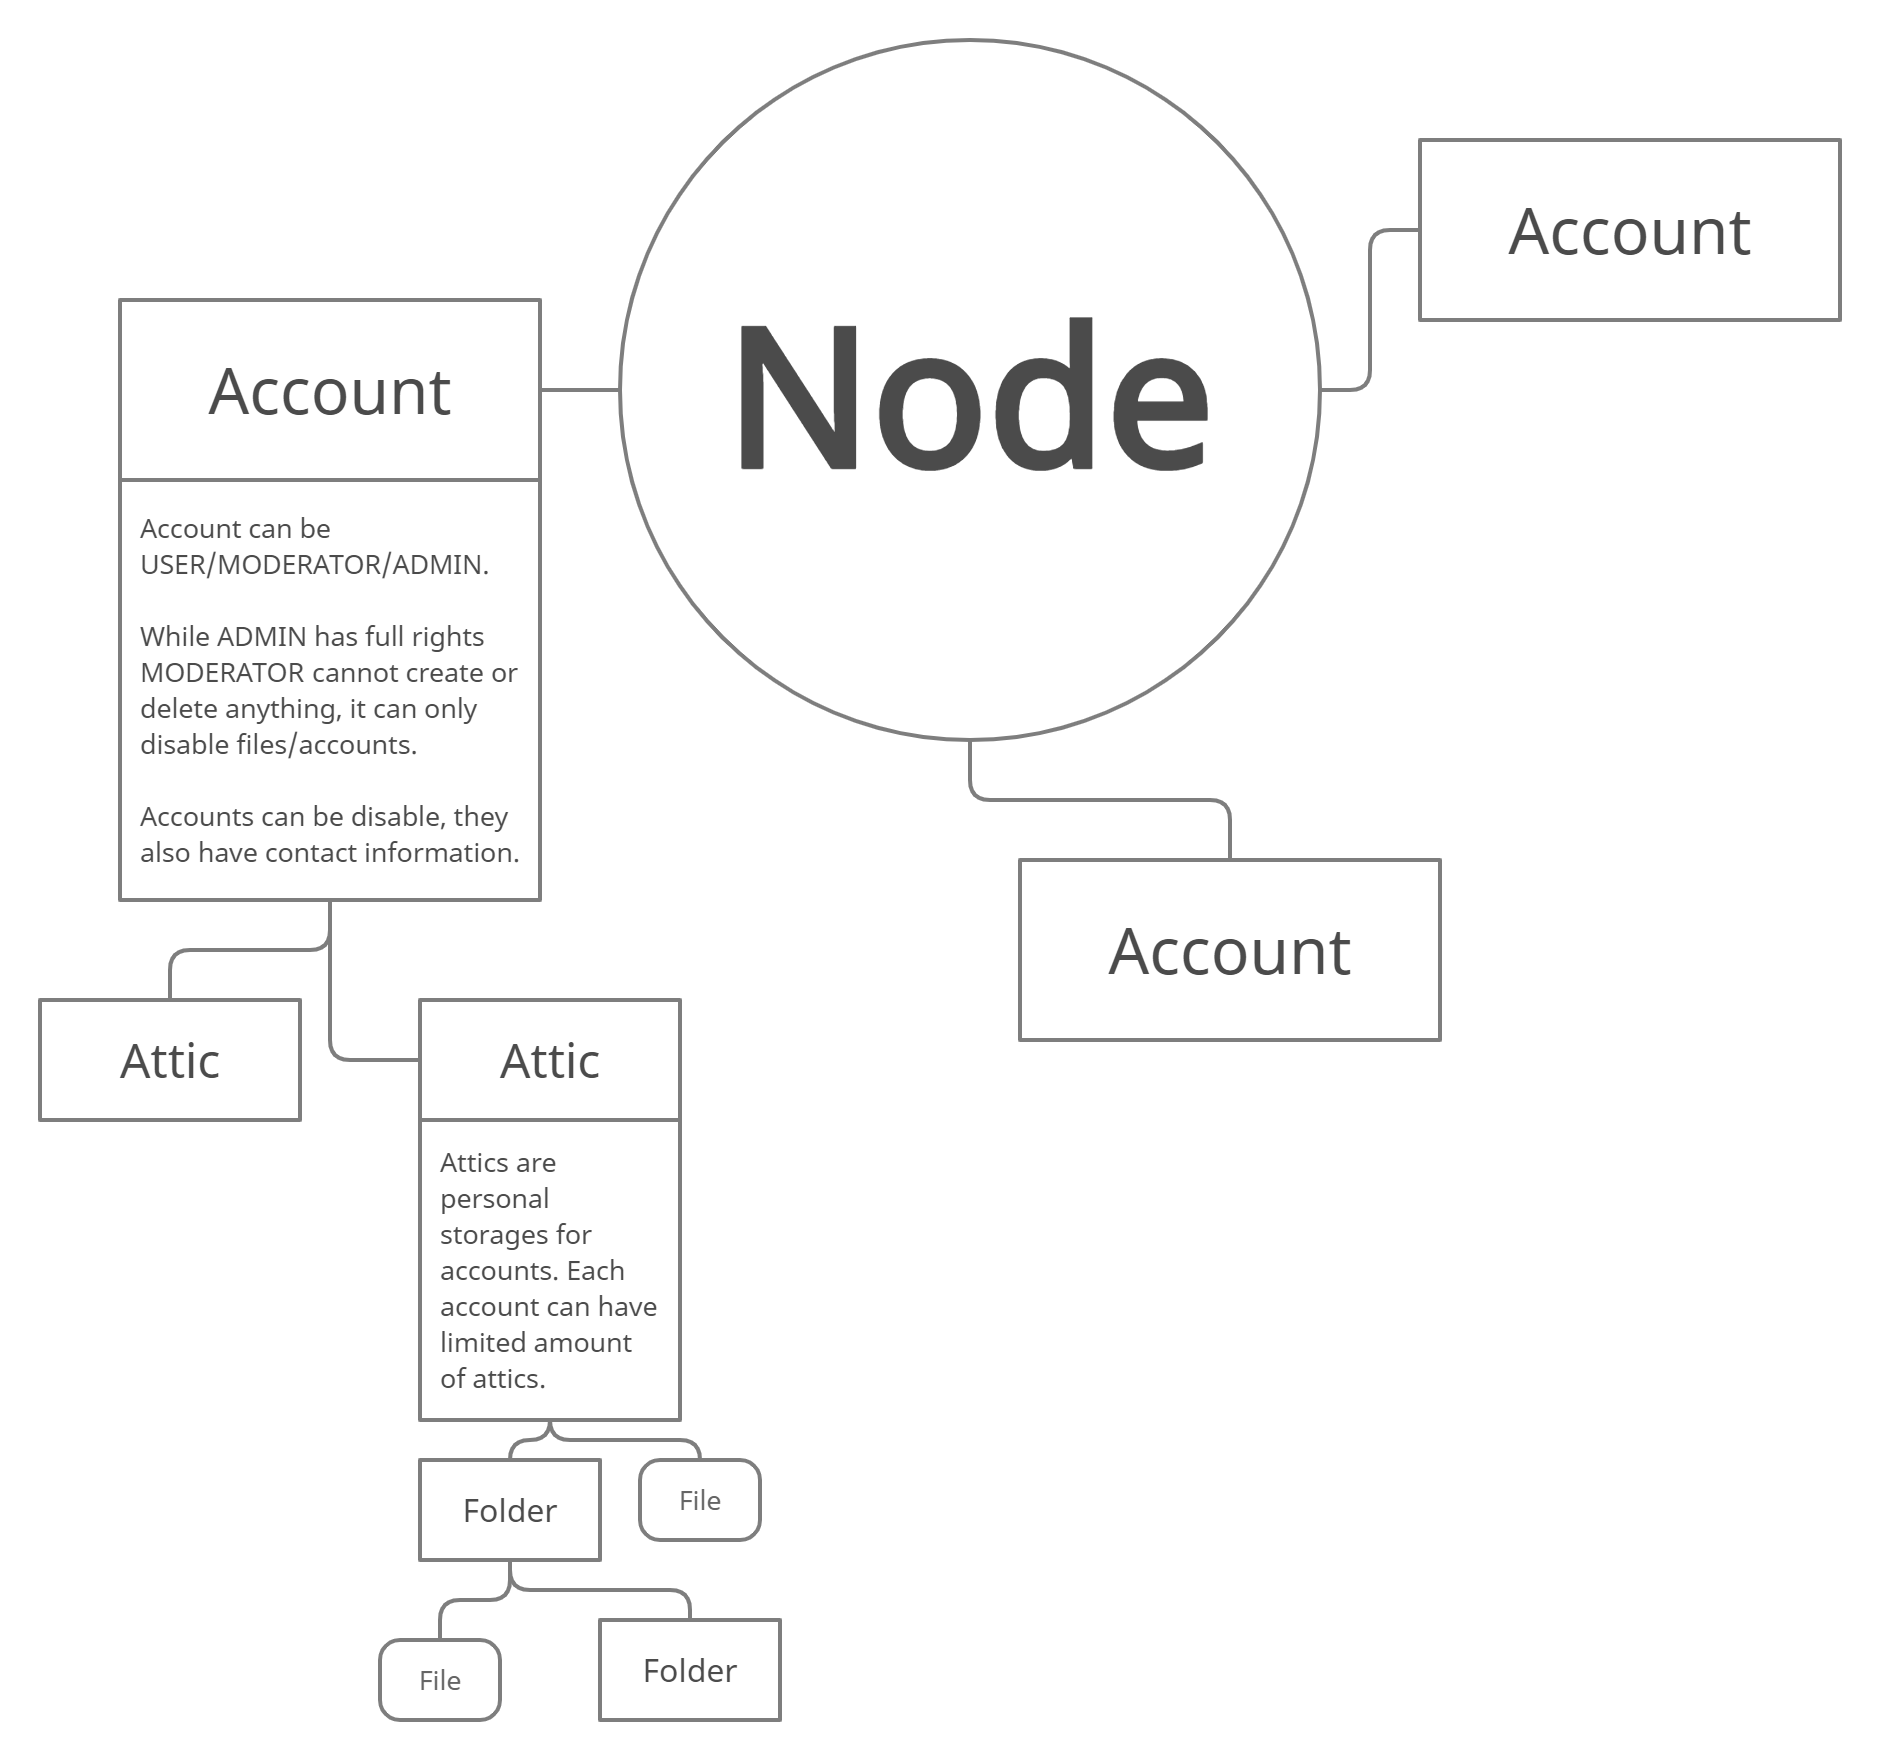 Node
Account
Account
Account can be
USER/MODERATOR/ADMIN.
While ADMIN has full rights
MODERATOR cannot create or
delete anything, it can only
disable files/accounts.
Accounts can be disable, they
also have contact information.
Account
Attic
Attic
Attics are
personal
storages for
accounts. Each
account can have
limited amount
of attics.
Folder
File
File
Folder